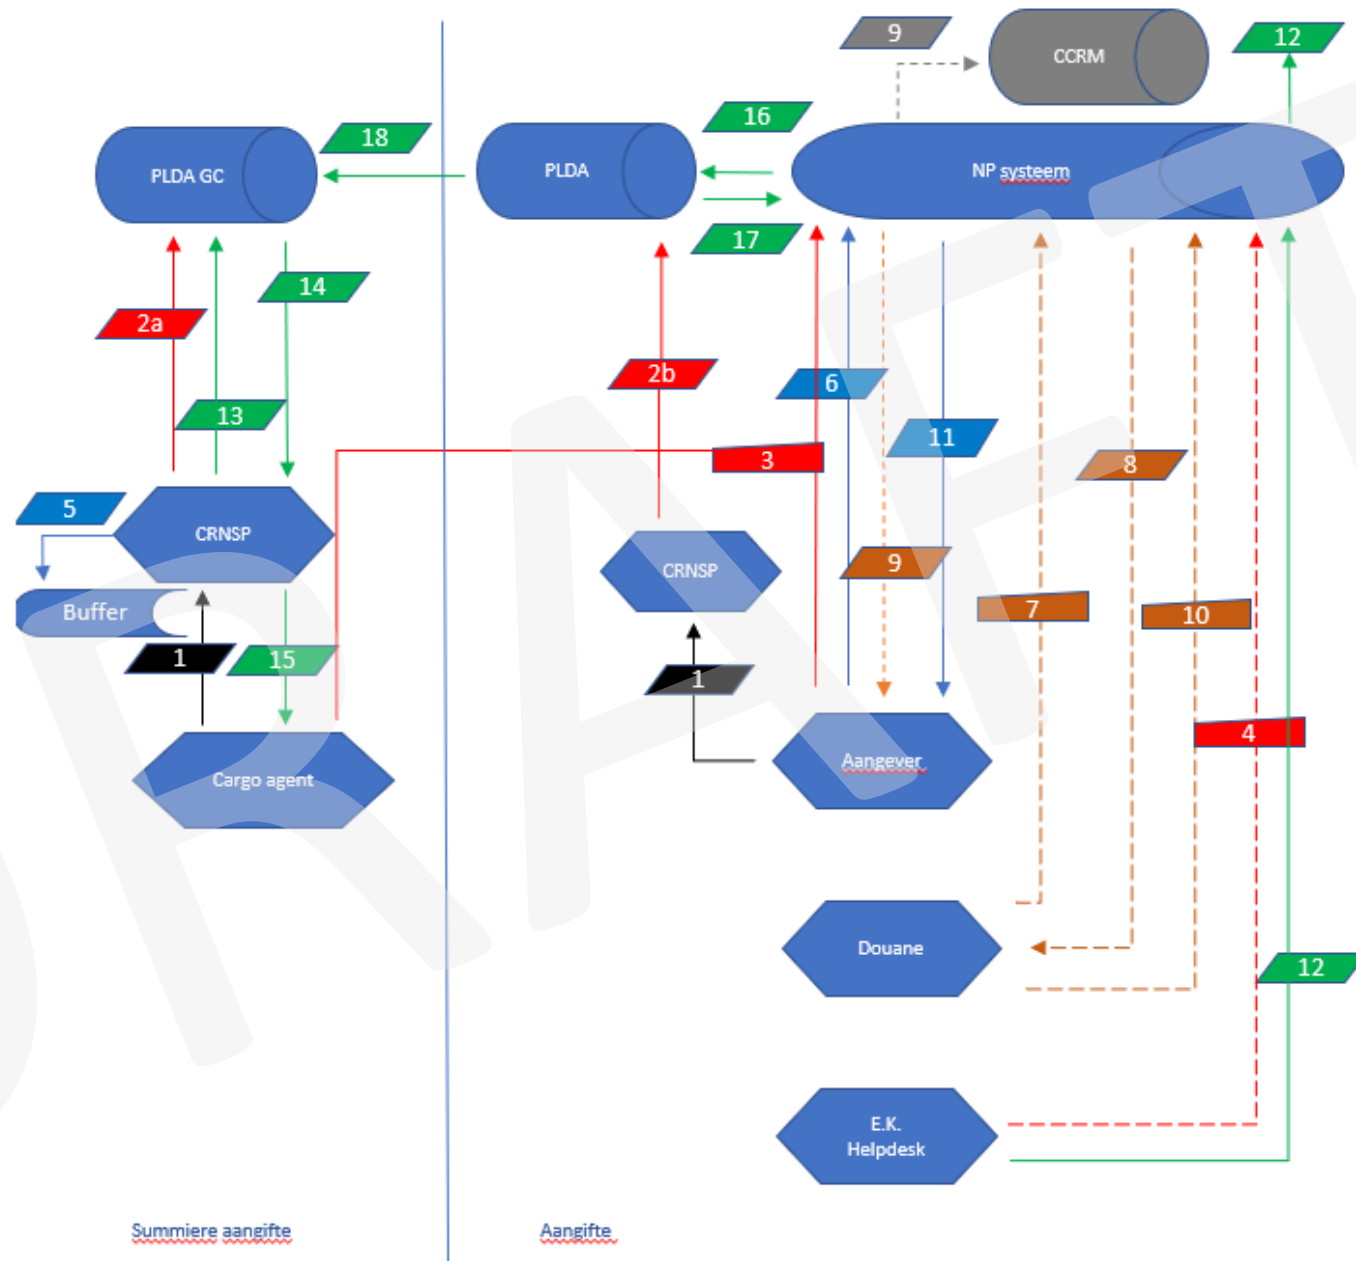 9
CCRM
12
18
16
PLDA GC
PLDA
NP systeem
17
14
2a
2b
6
13
11
3
8
5
CRNSP
9
CRNSP
Buffer
7
10
1
15
1
4
Cargo agent
Aangever
Douane
12
E.K.
Helpdesk
Summiere aangifte
Aangifte
DRAFT